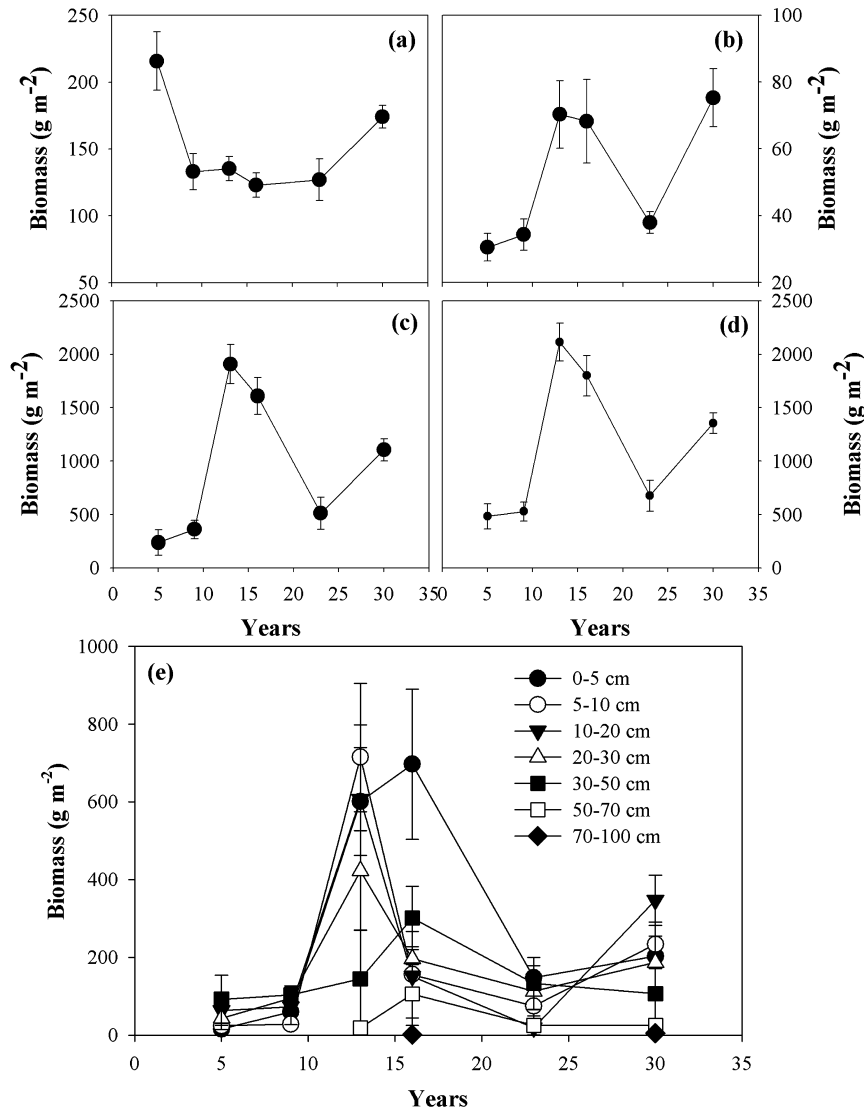 250
200
150
100
50
Biomass (g m-2)
(a)
(b)
100
80
60
40
20
Biomass (g m-2)
2500
2000
1500
1000
500
0
Biomass (g m-2)
(c)
(d)
2500
2000
1500
1000
500
0
Biomass (g m-2)
0 5 10 15 20 25 30 350 5 10 15 20 25 30 35
Years Years
1000
800
600
400
200
0
Biomass (g m-2)
(e)
0-5 cm
5-10 cm
10-20 cm
20-30 cm
30-50 cm
50-70 cm
70-100 cm
0 5 10 15 20 25 30 35
Years